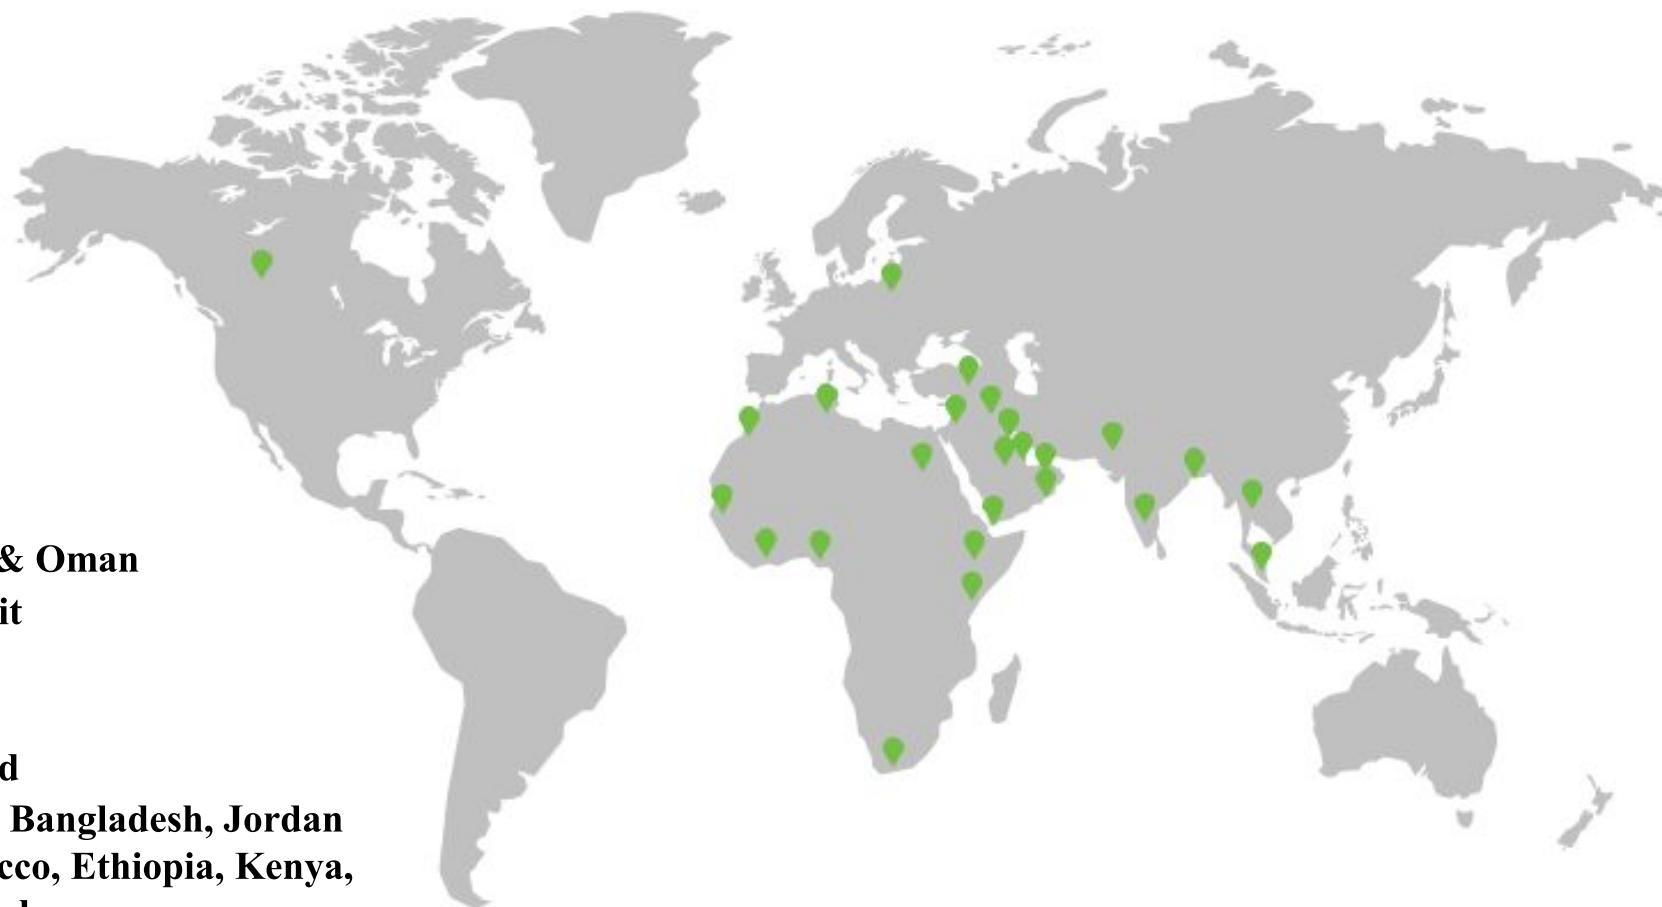 & Oman
it
d
Bangladesh, Jordan
cco, Ethiopia, Kenya,